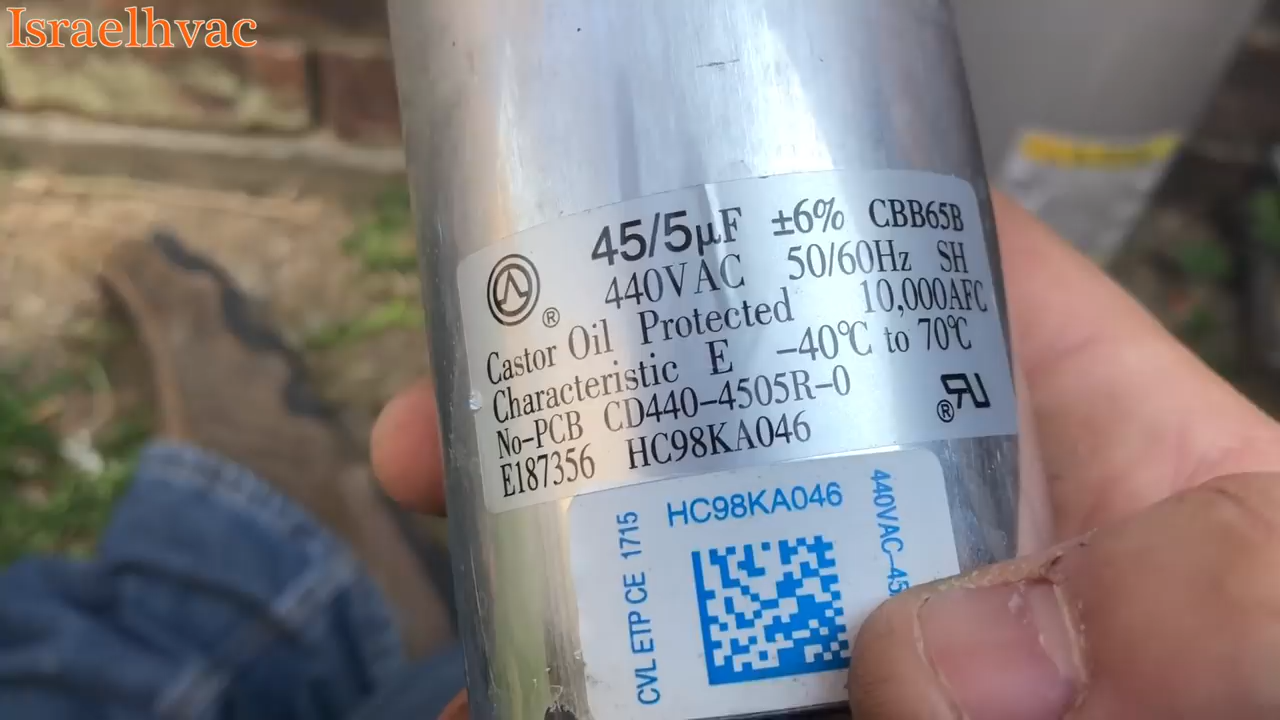 Israelhvac
45/5µF ±6% CBB65B
440VAC 50/60Hz SH
Castor Oil Protected 10,000AFC
Characteristic E -40℃ to 70℃
No-PCB CD440-4505R-0
E187356 HC98KA046
®
®
HC98KA046
CVL ETP CE 1715
440VAC-45